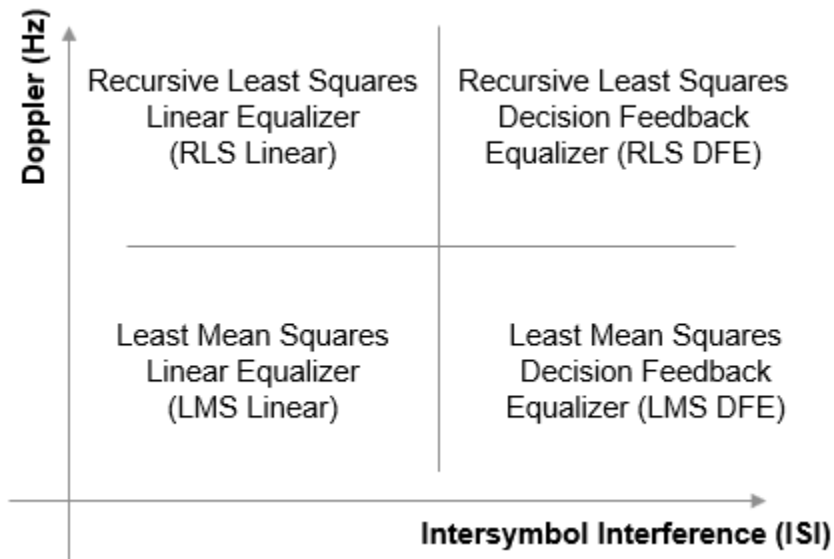 Doppler (Hz)
Recursive Least Squares
Linear Equalizer
(RLS Linear)
Recursive Least Squares
Decision Feedback
Equalizer (RLS DFE)
Least Mean Squares
Linear Equalizer
(LMS Linear)
Least Mean Squares
Decision Feedback
Equalizer (LMS DFE)
Intersymbol Interference (ISI)